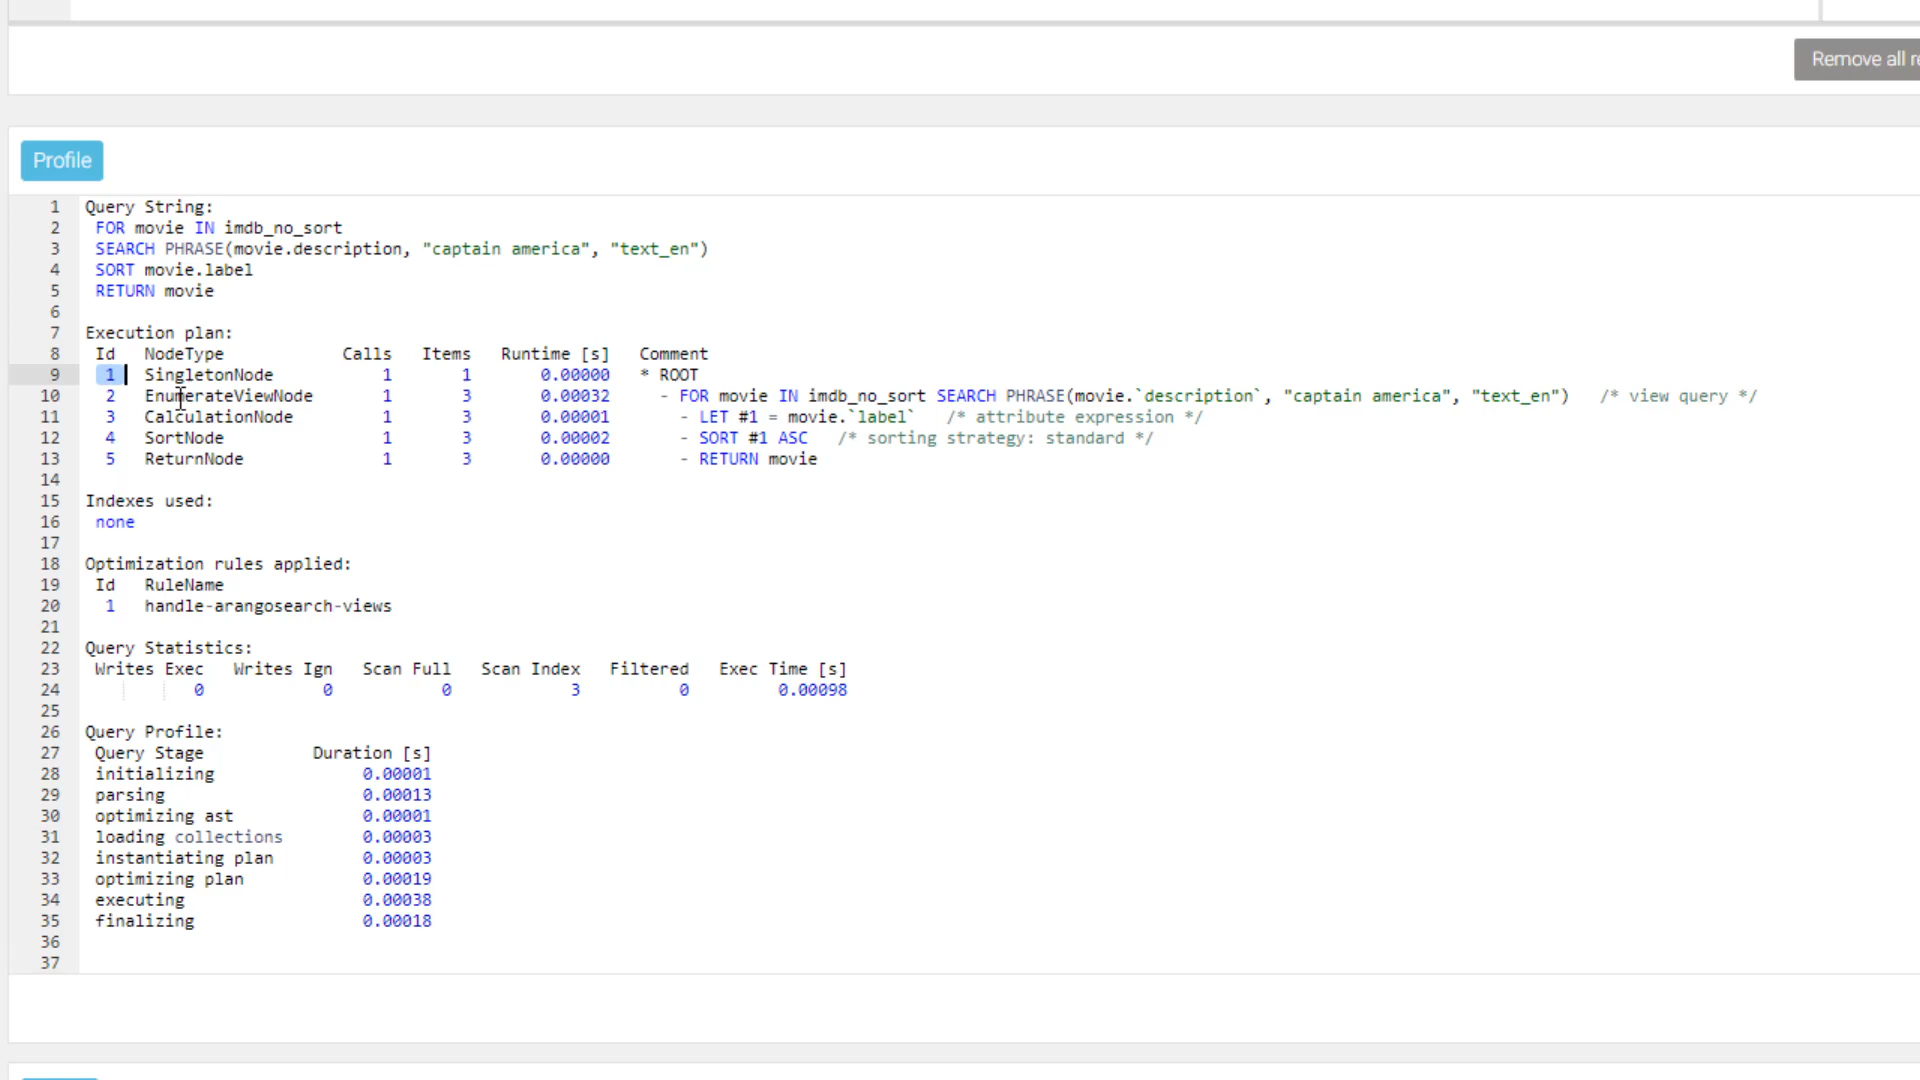 Remove all re
Profile
1 Query String:
2 FOR movie IN imdb_no_sort
3 SEARCH PHRASE(movie.description, "captain america", "text_en")
4 SORT movie.label
5 RETURN movie
6
7 Execution plan:
8 Id NodeType Calls Items Runtime [s] Comment
9 1 SingletonNode 1 1 0.00000 * ROOT
10 2 EnumerateViewNode 1 3 0.00032 - FOR movie IN imdb_no_sort SEARCH PHRASE(movie.`description`, "captain america", "text_en") /* view query */
11 3 CalculationNode 1 3 0.00001 - LET #1 = movie.`label` /* attribute expression */
12 4 SortNode 1 3 0.00002 - SORT #1 ASC /* sorting strategy: standard */
13 5 ReturnNode 1 3 0.00000 - RETURN movie
14
15 Indexes used:
16 none
17
18 Optimization rules applied:
19 Id RuleName
20 1 handle-arangosearch-views
21
22 Query Statistics:
23 Writes Exec Writes Ign Scan Full Scan Index Filtered Exec Time [s]
24 0 0 0 3 0 0.00098
25
26 Query Profile:
27 Query Stage Duration [s]
28 initializing 0.00001
29 parsing 0.00013
30 optimizing ast 0.00001
31 loading collections 0.00003
32 instantiating plan 0.00003
33 optimizing plan 0.00019
34 executing 0.00038
35 finalizing 0.00018
36
37